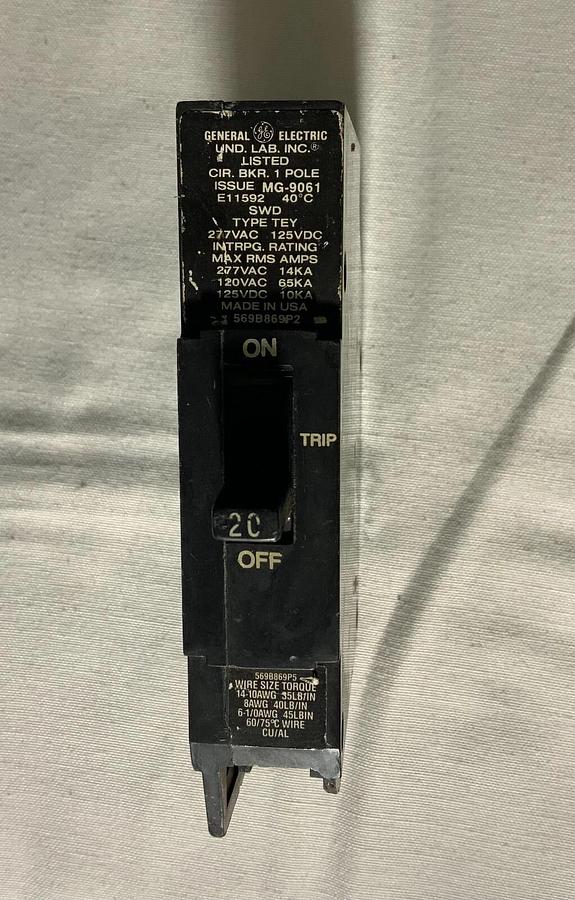 GENERAL GE ELECTRIC
UND. LAB. INC.®
LISTED
CIR. BKR. 1 POLE
ISSUE MG-9061
E11592 40°C
SWD
TYPE TEY
277VAC 125VDC
INTRPG. RATING
MAX RMS AMPS
277VAC 14KA
120VAC 65KA
125VDC 10KA
MADE IN USA
569B869P2
ON
TRIP
20
OFF
569B869P5
WIRE SIZE TORQUE
14-10AWG 35LB/IN
8AWG 40LB/IN
6-1/0AWG 45LBIN
60/75°C WIRE
CU/AL